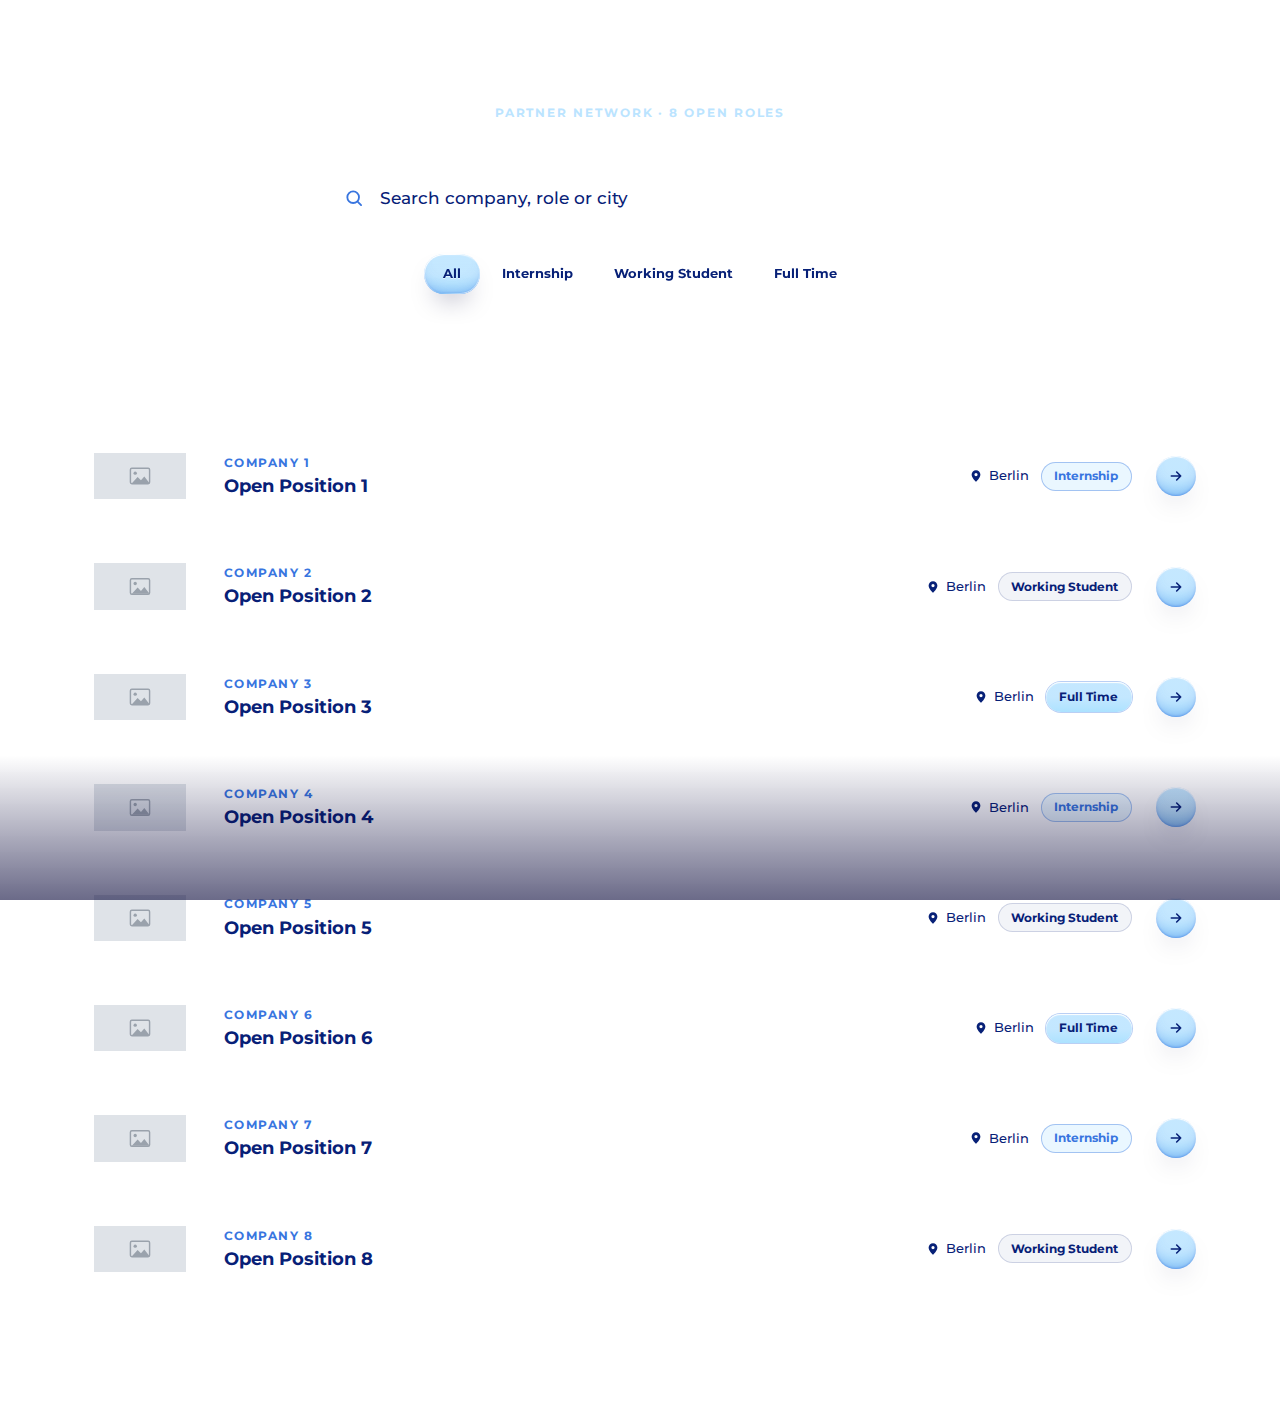 PARTNER NETWORK · 8 OPEN ROLES
Search company, role or city
All Internship Working Student Full Time
COMPANY 1
Open Position 1
Berlin Internship
COMPANY 2
Open Position 2
Berlin Working Student
COMPANY 3
Open Position 3
Berlin Full Time
COMPANY 4
Open Position 4
Berlin Internship
COMPANY 5
Open Position 5
Berlin Working Student
COMPANY 6
Open Position 6
Berlin Full Time
COMPANY 7
Open Position 7
Berlin Internship
COMPANY 8
Open Position 8
Berlin Working Student